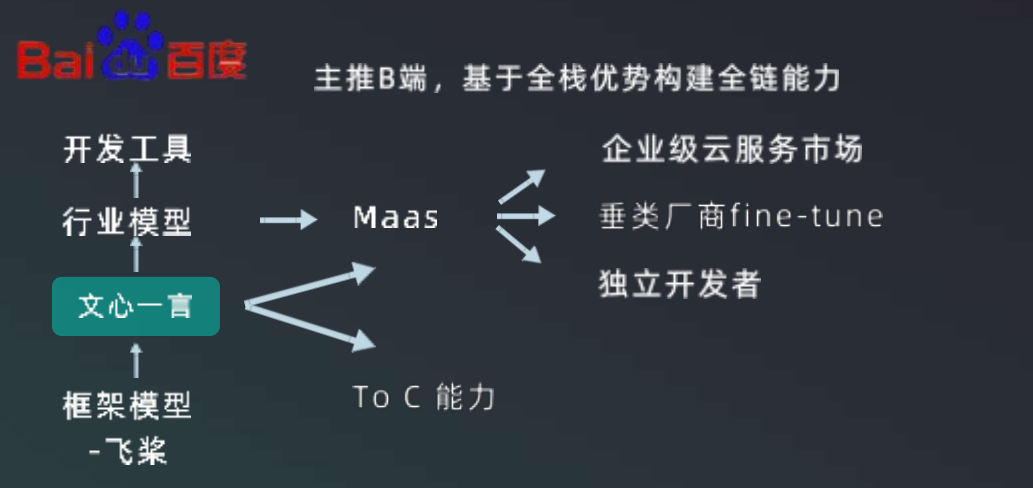 Bai du 百度
主推B端，基于全栈优势构建全链能力
开发工具
行业模型
文心一言
框架模型
-飞桨
Maas
To C 能力
企业级云服务市场
垂类厂商fine-tune
独立开发者